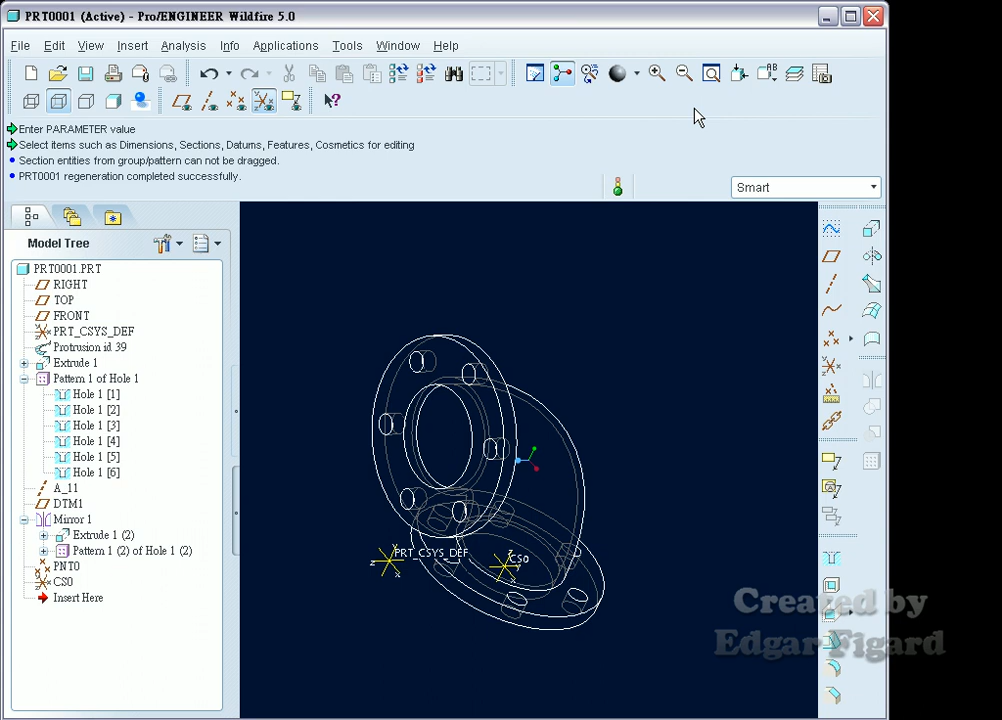 PRT0001 (Active) - Pro/ENGINEER Wildfire 5.0
File Edit View Insert Analysis Info Applications Tools Window Help
Enter PARAMETER value
Select items such as Dimensions, Sections, Datums, Features, Cosmetics for editing
Section entities from group/pattern can not be dragged.
PRT0001 regeneration completed successfully.
Smart
Model Tree
PRT0001.PRT
RIGHT
TOP
FRONT
PRT_CSYS_DEF
Protrusion id 39
Extrude 1
Pattern 1 of Hole 1
Hole 1 [1]
Hole 1 [2]
Hole 1 [3]
Hole 1 [4]
Hole 1 [5]
Hole 1 [6]
A_11
DTM1
Mirror 1
Extrude 1 (2)
Pattern 1 (2) of Hole 1 (2)
PNT0
CS0
Insert Here
PRT_CSYS_DEF
CS0
Created by
Edgar Figard